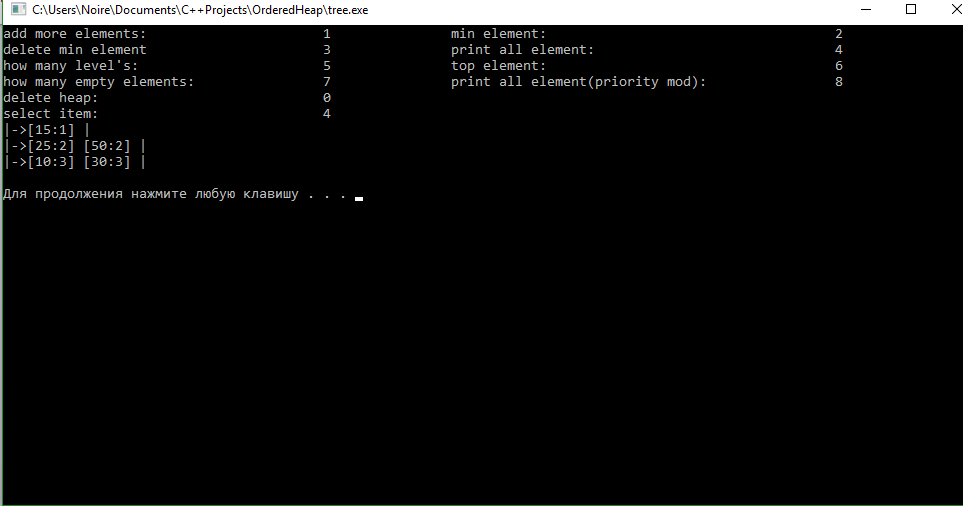 C:\Users\Noire\Documents\C++Projects\OrderedHeap\tree.exe
add more elements: 1 min element: 2
delete min element 3 print all element: 4
how many level's: 5 top element: 6
how many empty elements: 7 print all element(priority mod): 8
delete heap: 0
select item: 4
|->[15:1] |
|->[25:2] [50:2] |
|->[10:3] [30:3] |
Для продолжения нажмите любую клавишу . . .